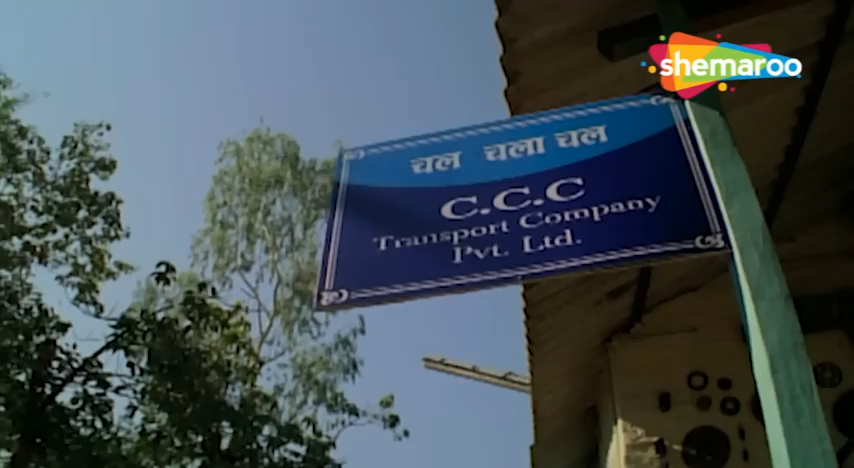 shemaroo
चल चला चल
C.C.C
Transport Company
Pvt. Ltd.